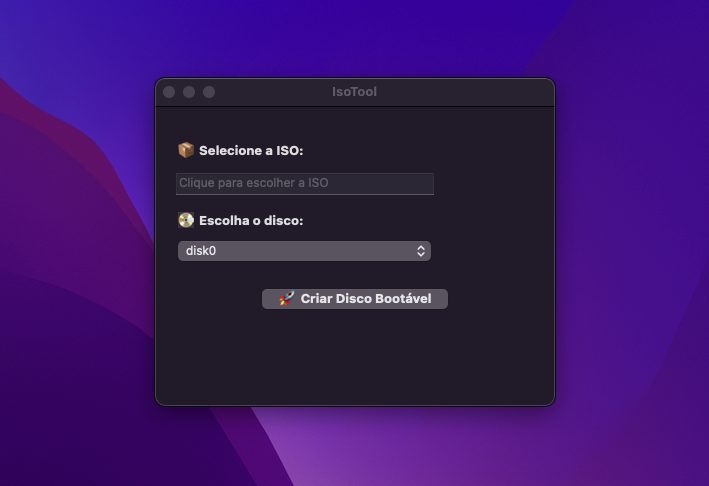 IsoTool
📦 Selecione a ISO:
Clique para escolher a ISO
📀 Escolha o disco:
disk0
🚀 Criar Disco Bootável